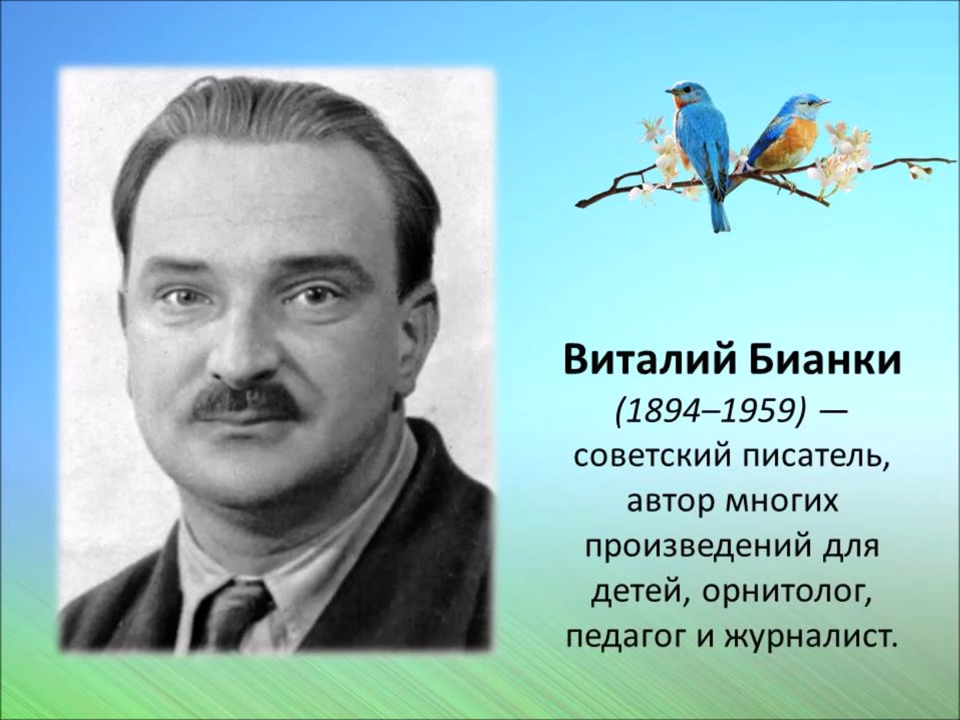 Виталий Бианки
(1894–1959) —
советский писатель,
автор многих
произведений для
детей, орнитолог,
педагог и журналист.